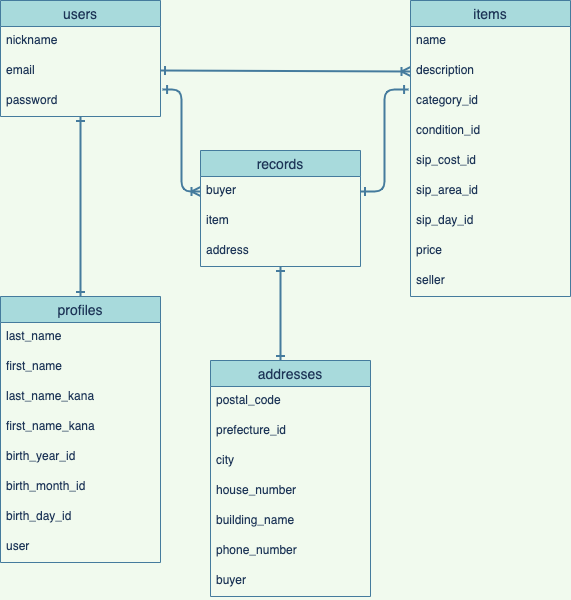 users
nickname
email
password
items
name
description
category_id
condition_id
sip_cost_id
sip_area_id
sip_day_id
price
seller
records
buyer
item
address
profiles
last_name
first_name
last_name_kana
first_name_kana
birth_year_id
birth_month_id
birth_day_id
user
addresses
postal_code
prefecture_id
city
house_number
building_name
phone_number
buyer